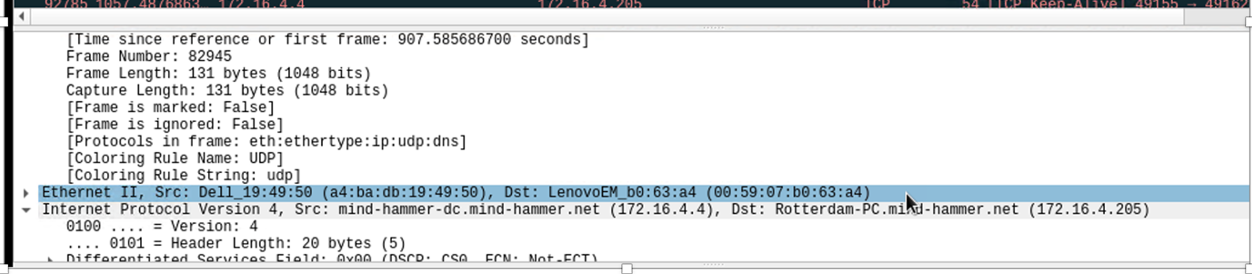 92785 1057.4876863 172.16.4.4 172.16.4.205 TCP 54 [TCP Keep-Alive] 49155 → 49162
[Time since reference or first frame: 907.585686700 seconds]
Frame Number: 82945
Frame Length: 131 bytes (1048 bits)
Capture Length: 131 bytes (1048 bits)
[Frame is marked: False]
[Frame is ignored: False]
[Protocols in frame: eth:ethertype:ip:udp:dns]
[Coloring Rule Name: UDP]
[Coloring Rule String: udp]
Ethernet II, Src: Dell_19:49:50 (a4:ba:db:19:49:50), Dst: LenovoEM_b0:63:a4 (00:59:07:b0:63:a4)
Internet Protocol Version 4, Src: mind-hammer-dc.mind-hammer.net (172.16.4.4), Dst: Rotterdam-PC.mind-hammer.net (172.16.4.205)
0100 .... = Version: 4
.... 0101 = Header Length: 20 bytes (5)
Differentiated Services Field: 0x00 (DSCP: CS0, ECN: Not-ECT)